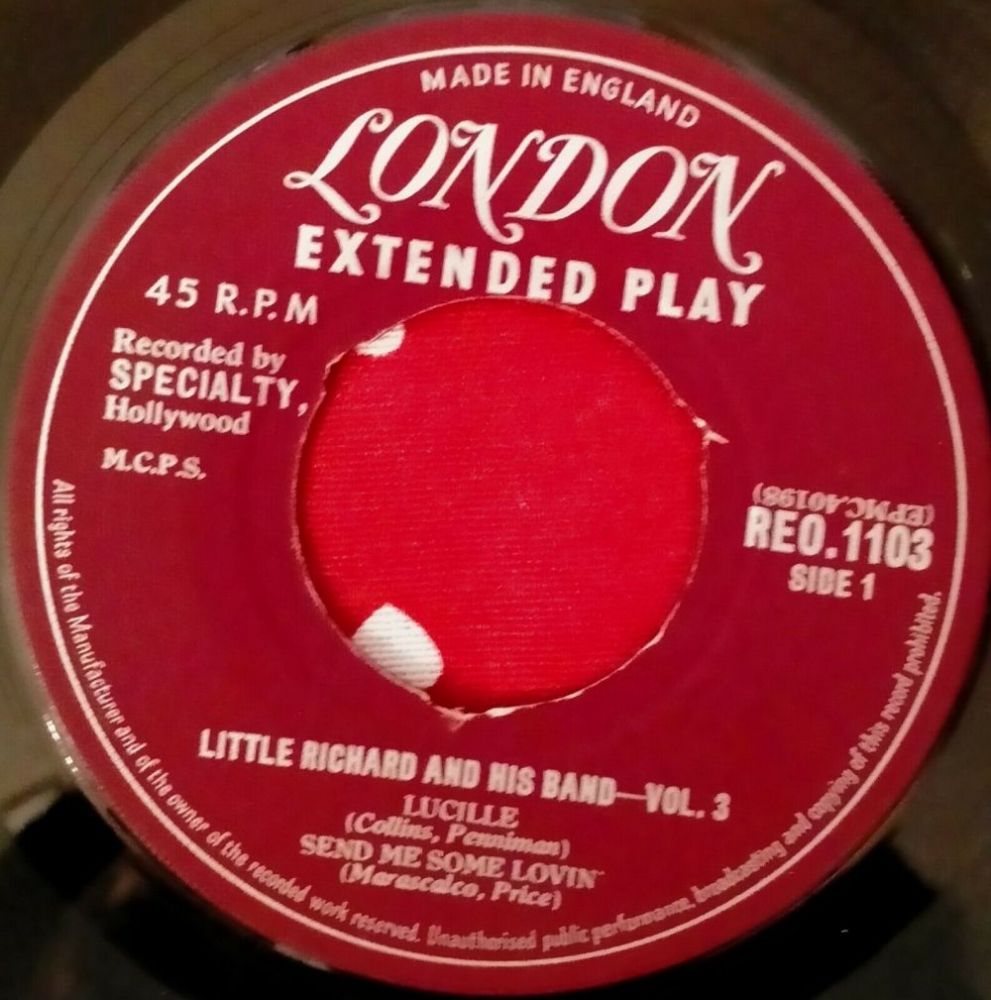 MADE IN ENGLAND
LONDON
EXTENDED PLAY
45 R.P.M
Recorded by
SPECIALTY,
Hollywood
M.C.P.S.
(EPMC.40198)
REO.1103
SIDE 1
LITTLE RICHARD AND HIS BAND—VOL. 3
LUCILLE
(Collins, Penniman)
SEND ME SOME LOVIN'
(Marascalco, Price)
All rights of the Manufacturer and of the owner of the recorded work reserved. Unauthorised public performance, broadcasting and copying of this record prohibited.